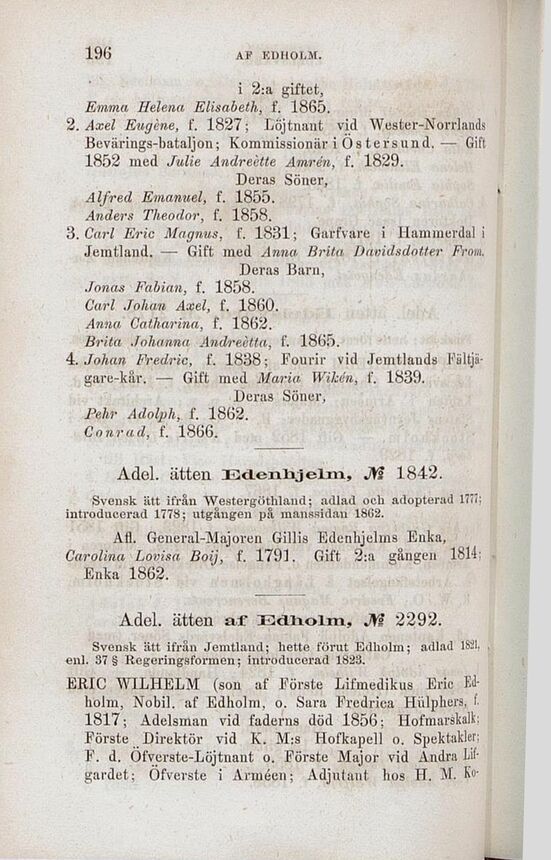 196
AF EDHOLM.
i 2:a giftet,
Emma Helena Elisabeth, f. 1865.
2. Axel Eugène, f. 1827; Löjtnant vid Wester-Norrlands
Bevärings-bataljon; Kommissionär i Östersund. — Gift
1852 med Julie Andreètte Amrén, f. 1829.
Deras Söner,
Alfred Emanuel, f. 1855.
Anders Theodor, f. 1858.
3. Carl Eric Magnus, f. 1831; Garfvare i Hammerdal i
Jemtland. — Gift med Anna Brita Davidsdotter From.
Deras Barn,
Jonas Fabian, f. 1858.
Carl Johan Axel, f. 1860.
Anna Catharina, f. 1862.
Brita Johanna Andreètta, f. 1865.
4. Johan Fredric, f. 1838; Fourir vid Jemtlands Fältjä-
gare-kår. — Gift med Maria Wikén, f. 1839.
Deras Söner,
Pehr Adolph, f. 1862.
Conrad, f. 1866.
Adel. ätten Edenhjelm, № 1842.
Svensk ätt ifrån Westergöthland; adlad och adopterad 1777;
introducerad 1778; utgången på manssidan 1862.
Afl. General-Majoren Gillis Edenhjelms Enka,
Carolina Lovisa Boij, f. 1791. Gift 2:a gången 1814;
Enka 1862.
Adel. ätten af Edholm, № 2292.
Svensk ätt ifrån Jemtland; hette förut Edholm; adlad 1821,
enl. 37 § Regeringsformen; introducerad 1823.
ERIC WILHELM (son af Förste Lifmedikus Eric Ed-
holm, Nobil. af Edholm, o. Sara Fredrica Hülphers, f.
1817; Adelsman vid faderns död 1856; Hofmarskalk;
Förste Direktör vid K. M:s Hofkapell o. Spektakler;
F. d. Öfverste-Löjtnant o. Förste Major vid Andra Lif-
gardet; Öfverste i Arméen; Adjutant hos H. M. Ko-